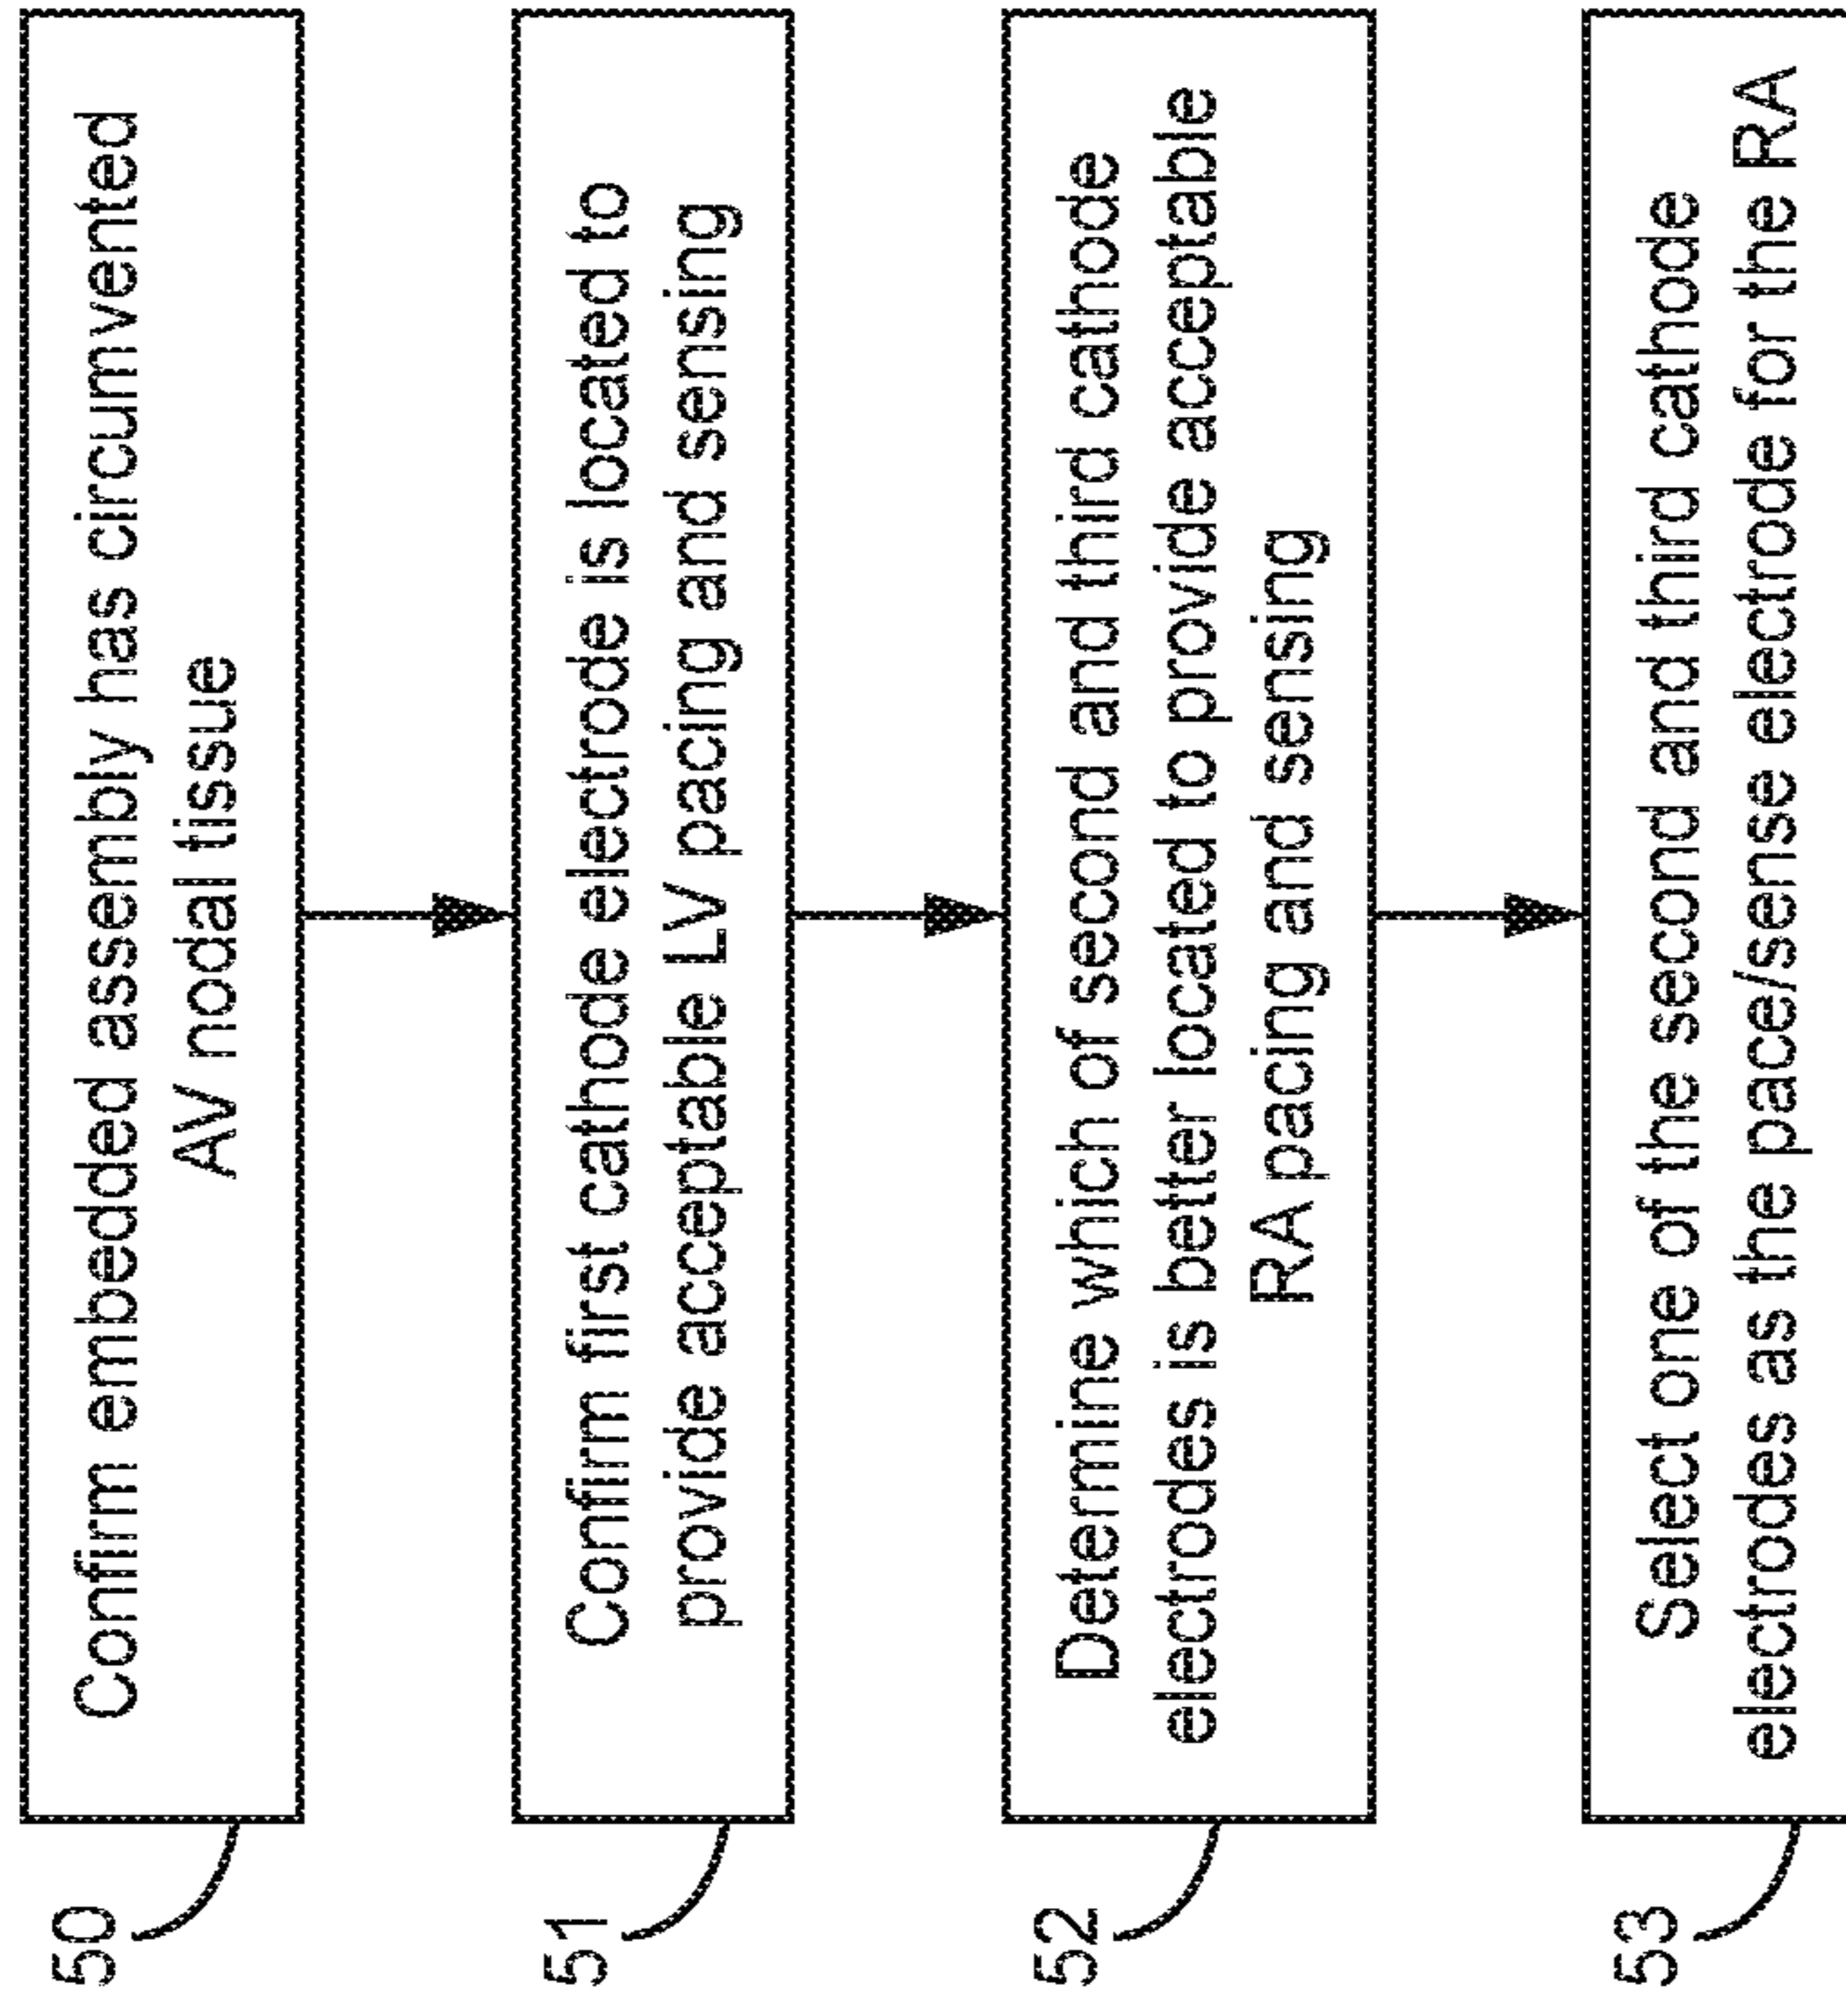 50
Confirm embedded assembly has circumvented
AV nodal tissue
51
Confirm first cathode electrode is located to
provide acceptable LV pacing and sensing
52
Determine which of second and third cathode
electrodes is better located to provide acceptable
RA pacing and sensing
53
Select one of the second and third cathode
electrodes as the pace/sense electrode for the RA